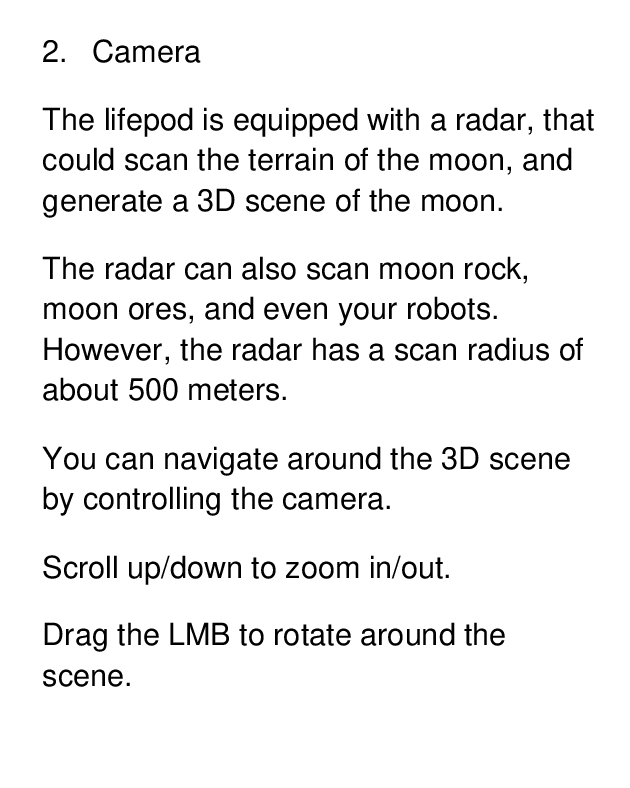 2. Camera
The lifepod is equipped with a radar, that
could scan the terrain of the moon, and
generate a 3D scene of the moon.
The radar can also scan moon rock,
moon ores, and even your robots.
However, the radar has a scan radius of
about 500 meters.
You can navigate around the 3D scene
by controlling the camera.
Scroll up/down to zoom in/out.
Drag the LMB to rotate around the
scene.